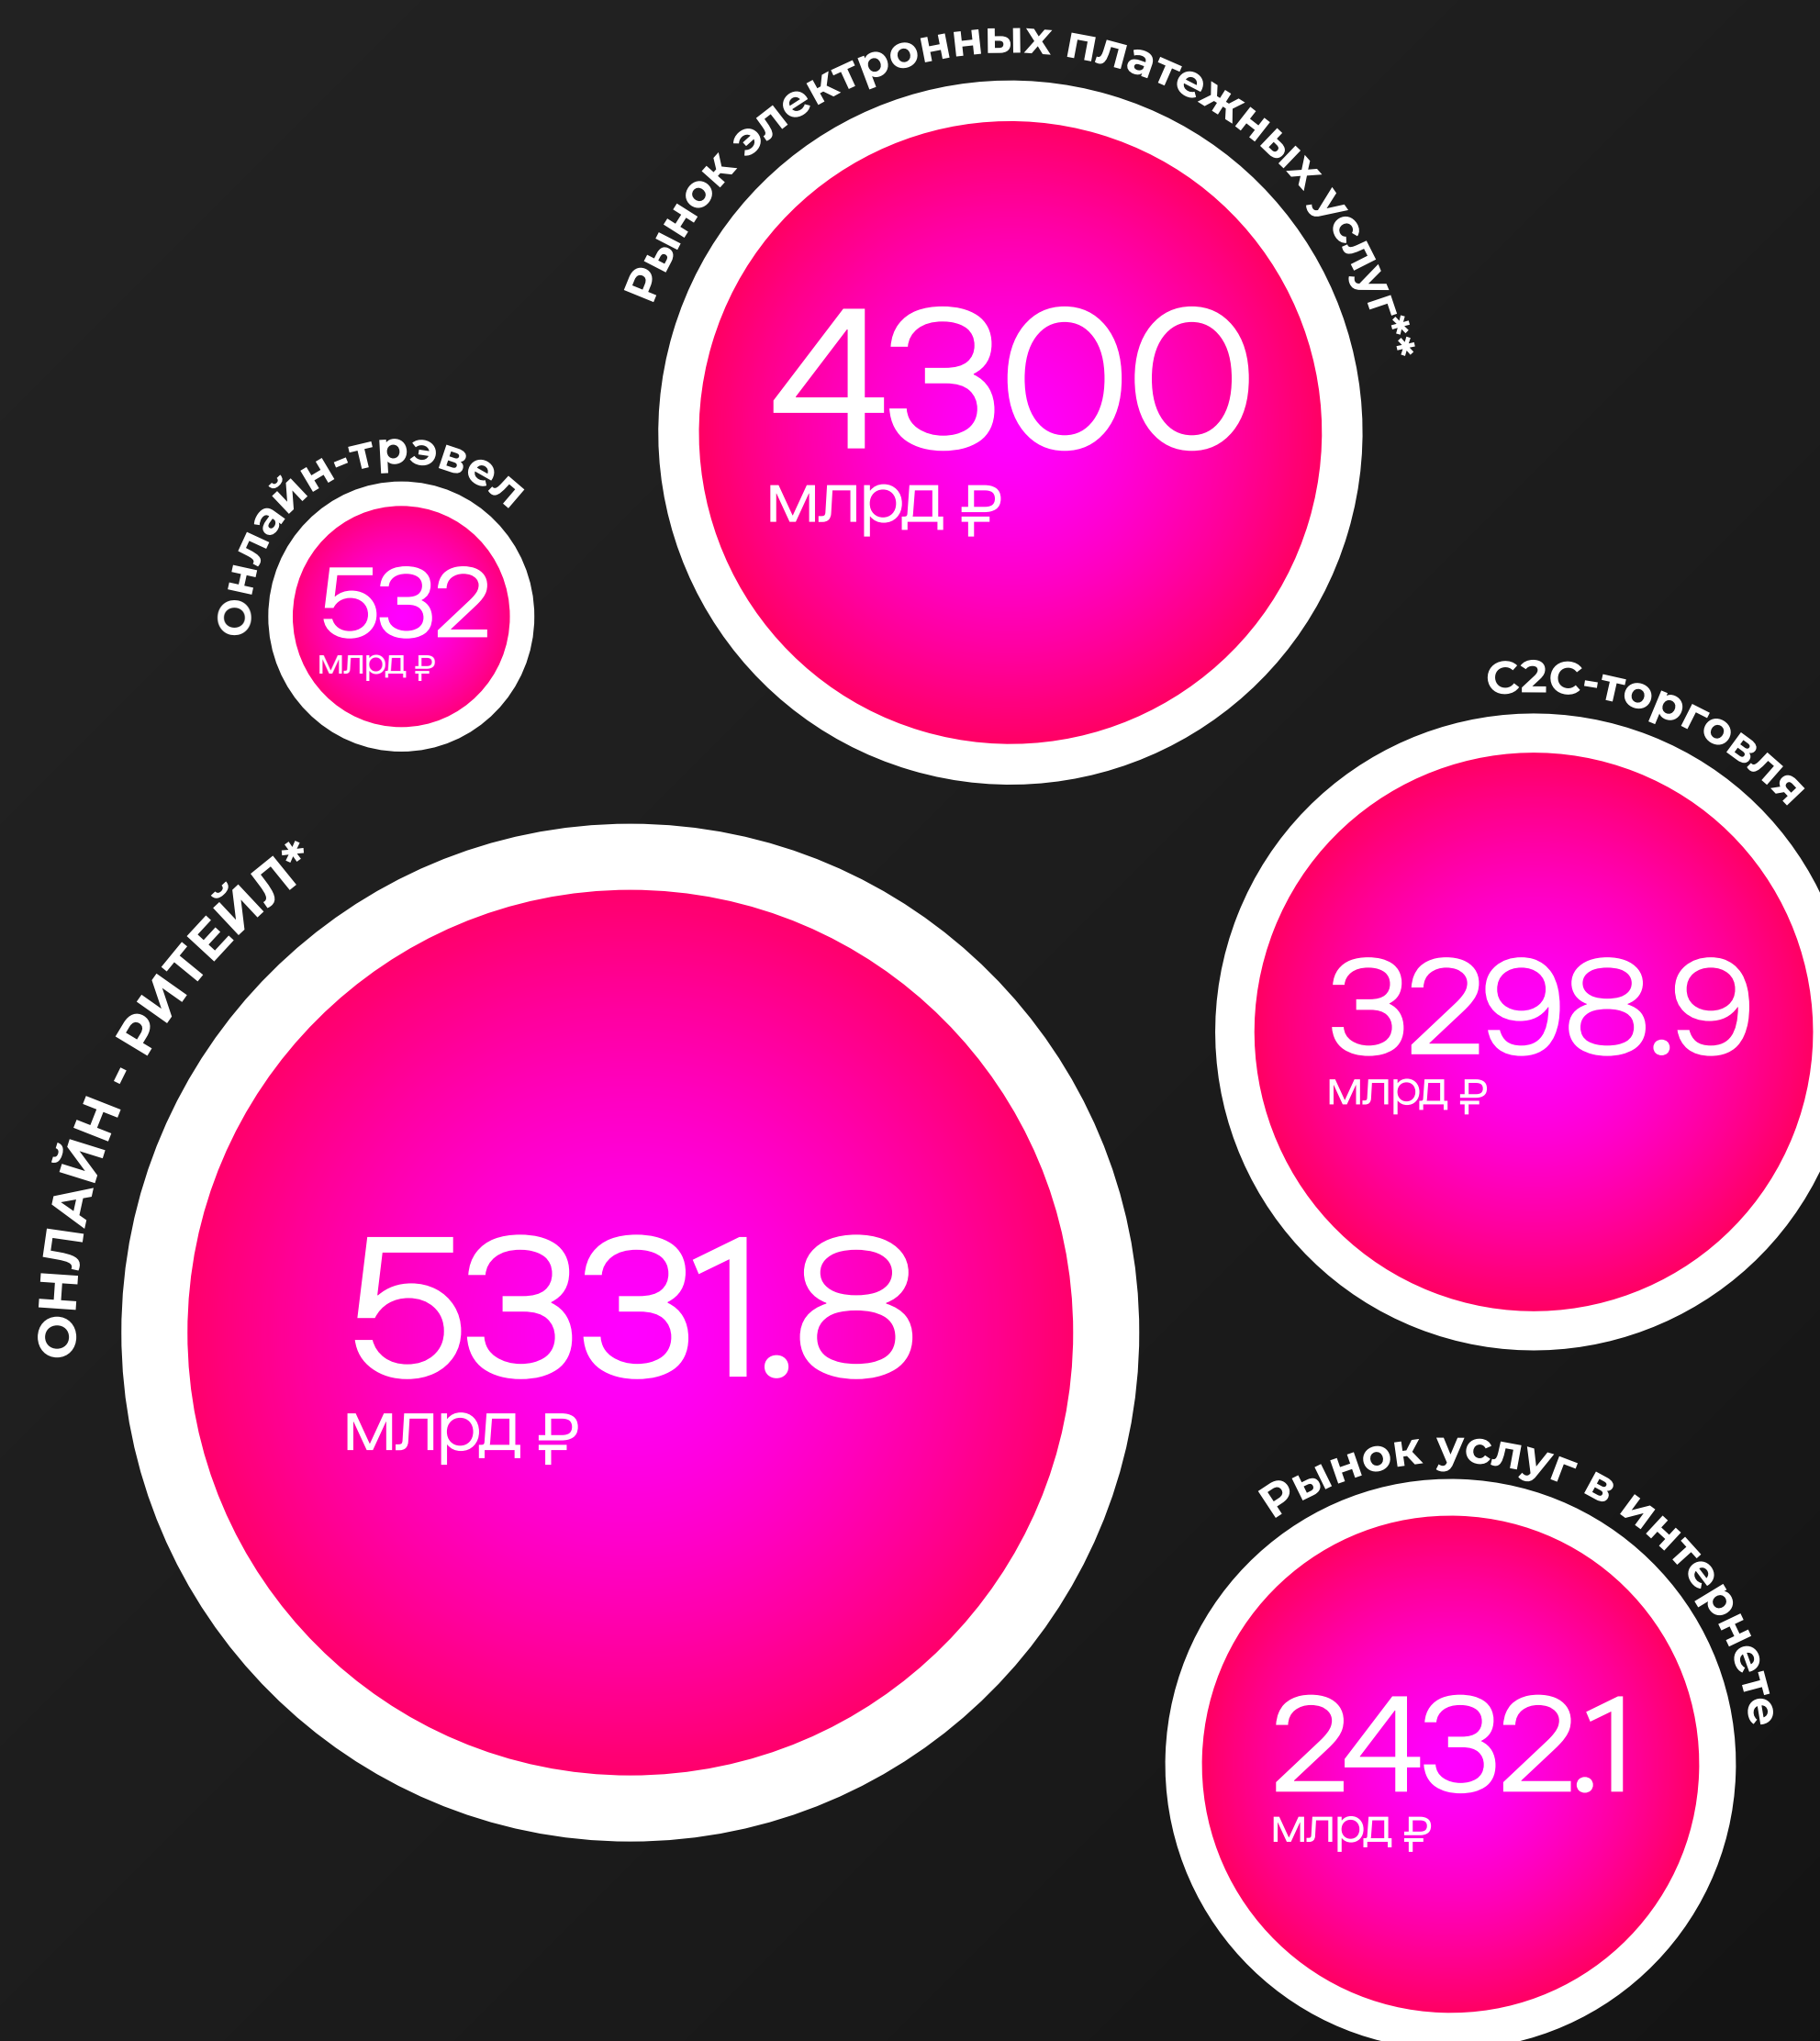 Рынок электронных платежных услуг**
4300
млрд ₽
Онлайн-трэвел
532
млрд ₽
С2С-торговля
3298.9
млрд ₽
ОНЛАЙН - РИТЕЙЛ*
5331.8
млрд ₽
Рынок услуг в интернете
2432.1
млрд ₽